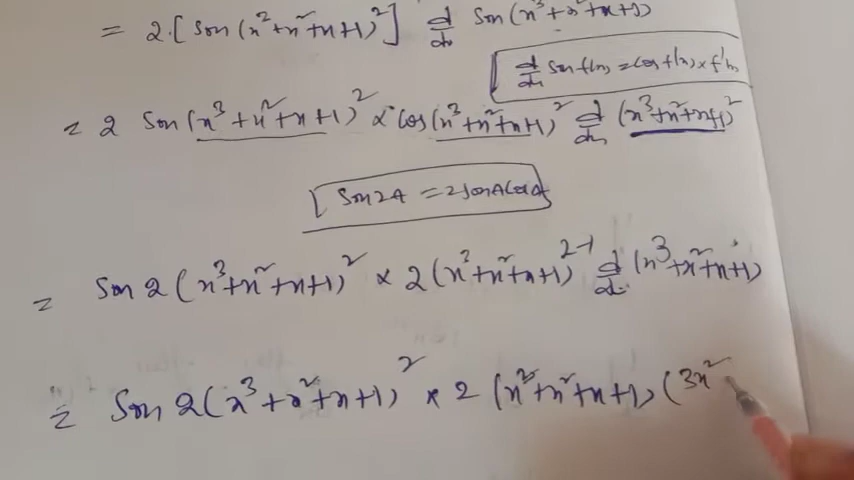 = 2.[Sin(x²+x²+x+1)²] d/dx Sin(x³+x²+x+1)
[d/dx Sin f(x) = Cos f(x) × f'(x)
= 2 Sin(x³+x²+x+1)² × Cos(x³+x²+x+1)² d/dx (x³+x²+x+1)²
[Sin2A = 2SinACosA
= Sin 2(x³+x²+x+1)² × 2(x³+x²+x+1)²⁻¹ d/dx (x³+x²+x+1)
= Sin 2(x³+x²+x+1)² × 2 (x³+x²+x+1) (3x²